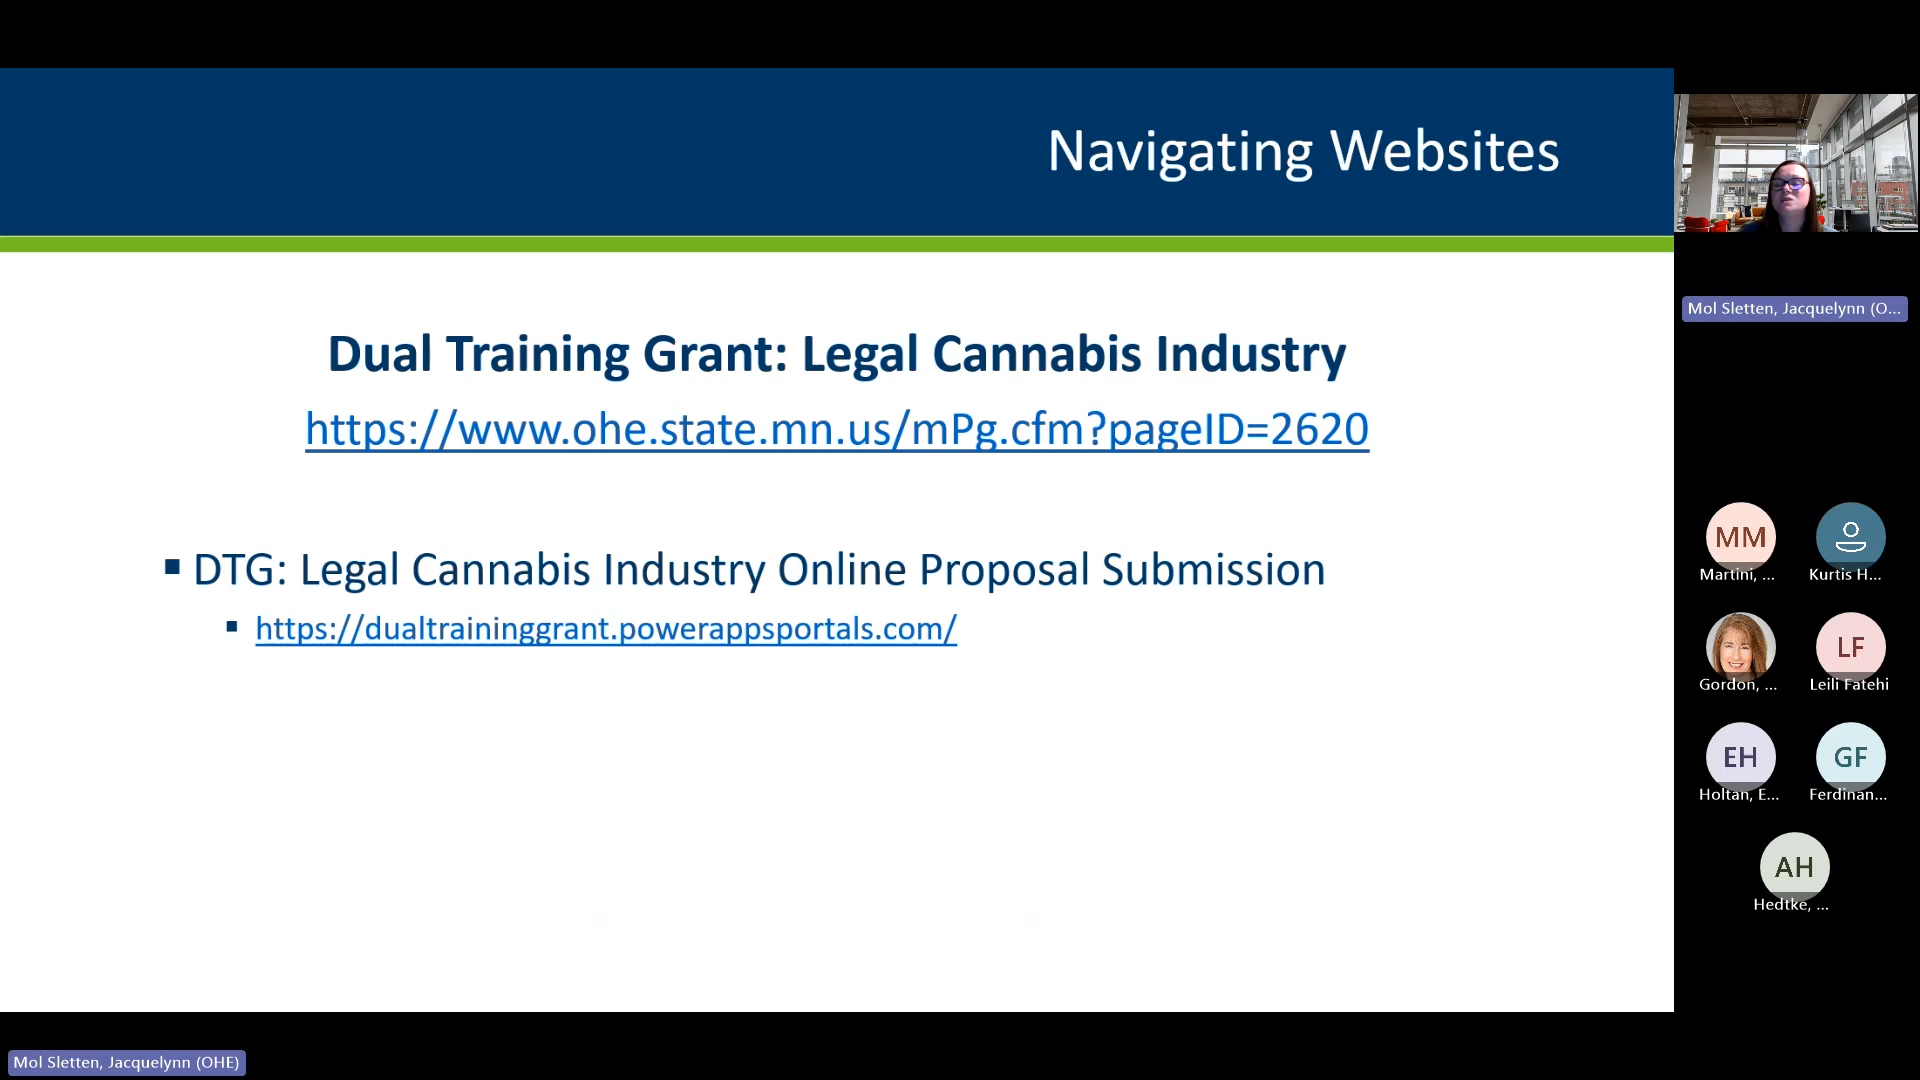 Navigating Websites
Dual Training Grant: Legal Cannabis Industry
https://www.ohe.state.mn.us/mPg.cfm?pageID=2620
▪ DTG: Legal Cannabis Industry Online Proposal Submission
▪ https://dualtraininggrant.powerappsportals.com/
Mol Sletten, Jacquelynn (O...
MM
Martini, ...
Kurtis H...
Gordon, ...
LF
Leili Fatehi
EH
Holtan, E...
GF
Ferdinan...
AH
Hedtke, ...
Mol Sletten, Jacquelynn (OHE)